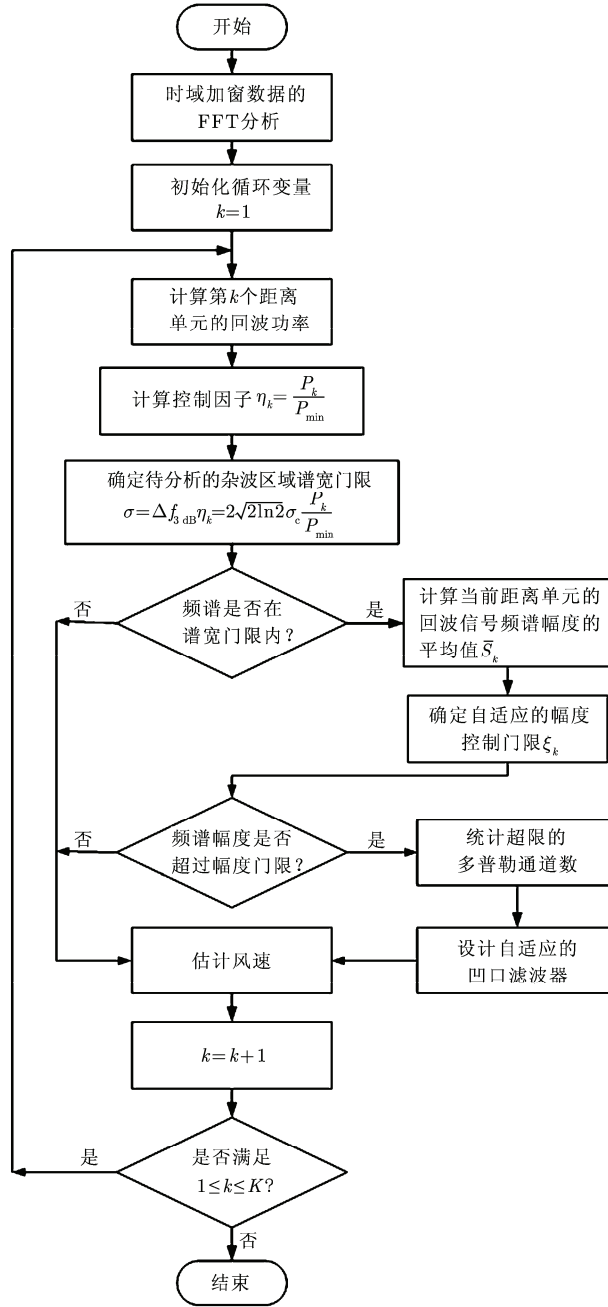 开始
时域加窗数据的
FFT分析
初始化循环变量
k=1
计算第k个距离
单元的回波功率
计算控制因子 η_k = P_k / P_min
确定待分析的杂波区域谱宽门限
σ=Δf_{3 dB} η_k=2√(2ln2) σ_c P_k / P_min
频谱是否在
谱宽门限内?
否
是
计算当前距离单元的
回波信号频谱幅度的
平均值 S̄_k
确定自适应的幅度
控制门限ξ_k
频谱幅度是否
超过幅度门限?
否
是
统计超限的
多普勒通道数
设计自适应的
凹口滤波器
估计风速
k=k+1
是否满足
1≤k≤K?
是
否
结束